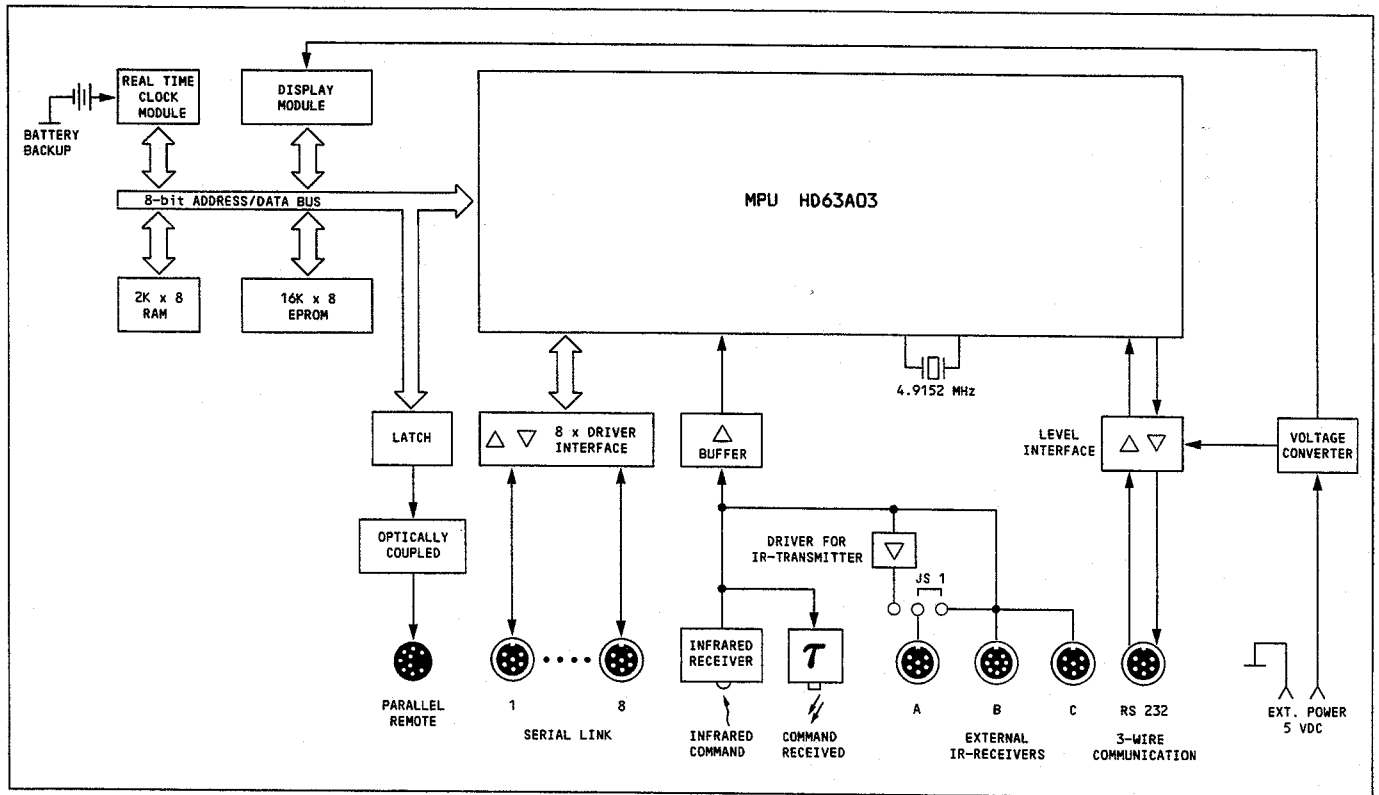 REAL TIME
CLOCK
MODULE
DISPLAY
MODULE
BATTERY
BACKUP
8-bit ADDRESS/DATA BUS
MPU HD63A03
2K x 8
RAM
16K x 8
EPROM
4.9152 MHz
LATCH
8 x DRIVER
INTERFACE
BUFFER
LEVEL
INTERFACE
VOLTAGE
CONVERTER
OPTICALLY
COUPLED
DRIVER FOR
IR-TRANSMITTER
JS 1
INFRARED
RECEIVER
τ
PARALLEL
REMOTE
1
8
SERIAL LINK
INFRARED
COMMAND
COMMAND
RECEIVED
A
B
C
EXTERNAL
IR-RECEIVERS
RS 232
3-WIRE
COMMUNICATION
EXT. POWER
5 VDC